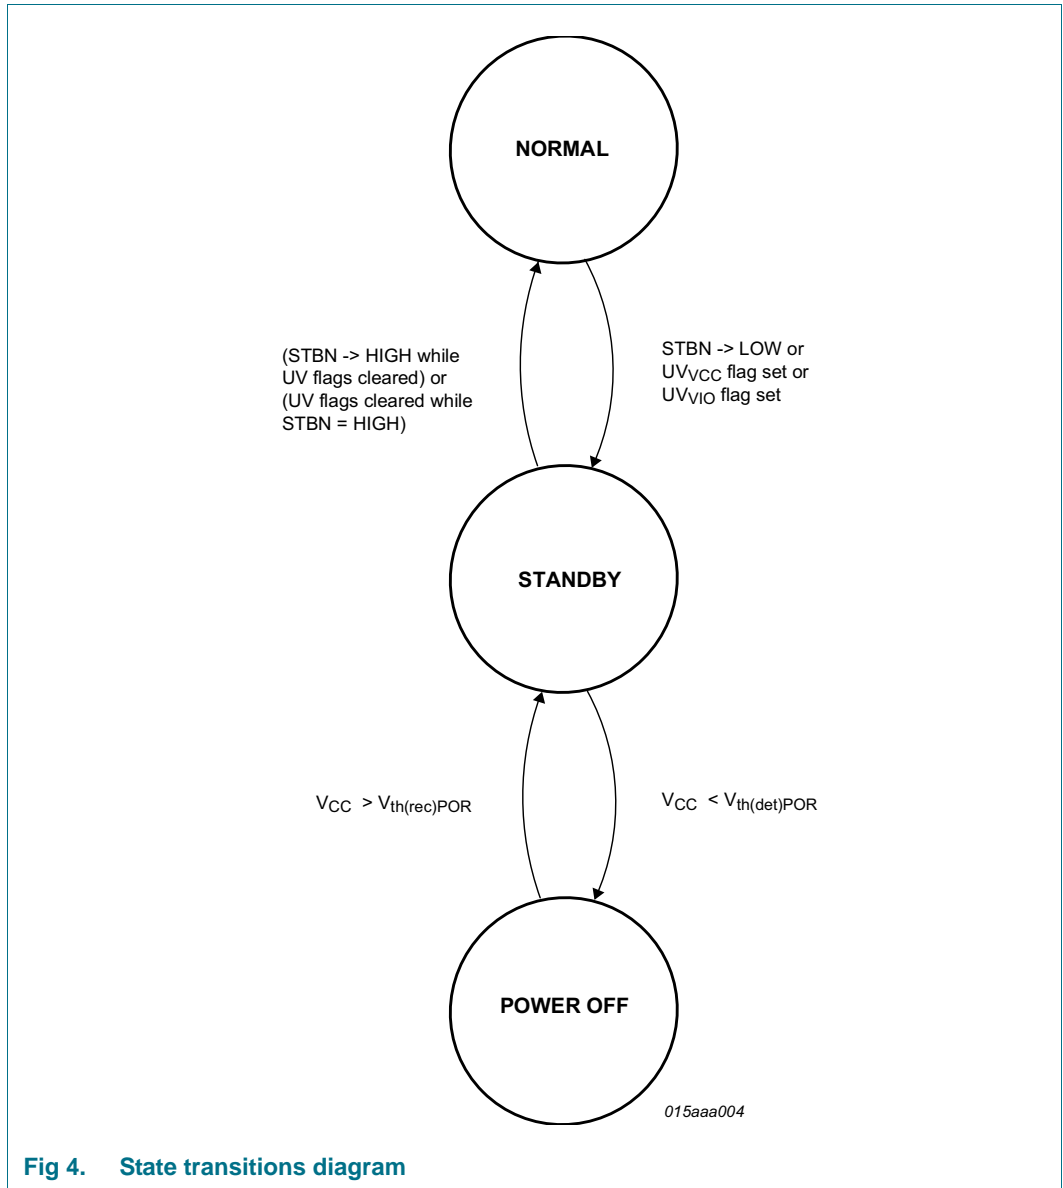 NORMAL
(STBN -> HIGH while
UV flags cleared) or
(UV flags cleared while
STBN = HIGH)
STBN -> LOW or
UVVCC flag set or
UVVIO flag set
STANDBY
VCC > Vth(rec)POR
VCC < Vth(det)POR
POWER OFF
015aaa004
Fig 4. State transitions diagram